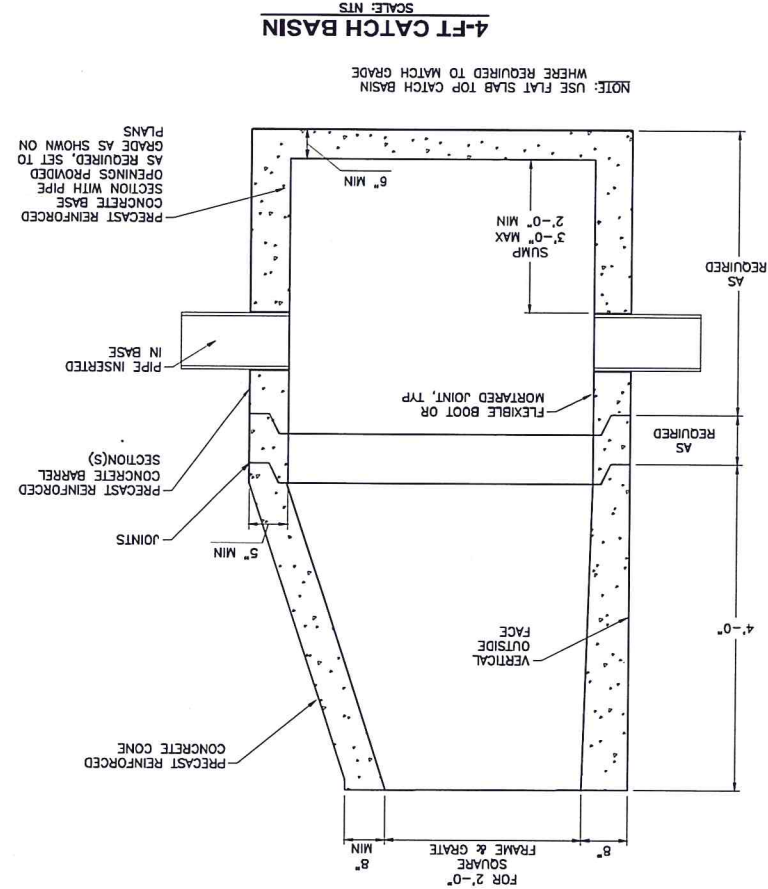 FOR 2'-0"
SQUARE
FRAME & GRATE
8"
8"
MIN
PRECAST REINFORCED
CONCRETE CONE
4'-0"
VERTICAL
OUTSIDE
FACE
5" MIN
JOINTS
PRECAST REINFORCED
CONCRETE BARREL
SECTION(S)
AS
REQUIRED
FLEXIBLE BOOT OR
MORTARED JOINT, TYP
PIPE INSERTED
IN BASE
AS
REQUIRED
SUMP
3'-0" MAX
2'-0" MIN
6" MIN
PRECAST REINFORCED
CONCRETE BASE
SECTION WITH PIPE
OPENINGS PROVIDED
AS REQUIRED, SET TO
GRADE AS SHOWN ON
PLANS
NOTE: USE FLAT SLAB TOP CATCH BASIN
WHERE REQUIRED TO MATCH GRADE
4-FT CATCH BASIN
SCALE: NTS